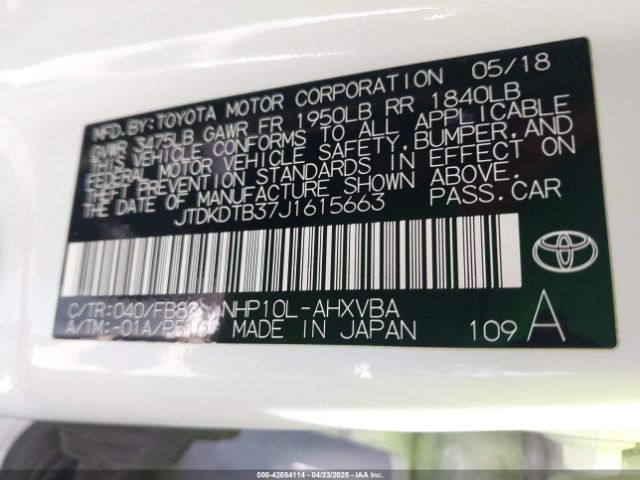 MFD.BY:TOYOTA MOTOR CORPORATION 05/18
GVWR 3475LB GAWR FR 1950LB RR 1840LB
THIS VEHICLE CONFORMS TO ALL APPLICABLE
FEDERAL MOTOR VEHICLE SAFETY,BUMPER,AND
THEFT PREVENTION STANDARDS IN EFFECT ON
THE DATE OF MANUFACTURE SHOWN ABOVE.
JTDKDTB37J1615663 PASS.CAR
C/TR:040/FB82 NHP10L-AHXVBA
A/TM:-01A/P510 MADE IN JAPAN 109 A
000-42054114 - 04/23/2025 - IAAI, Inc.